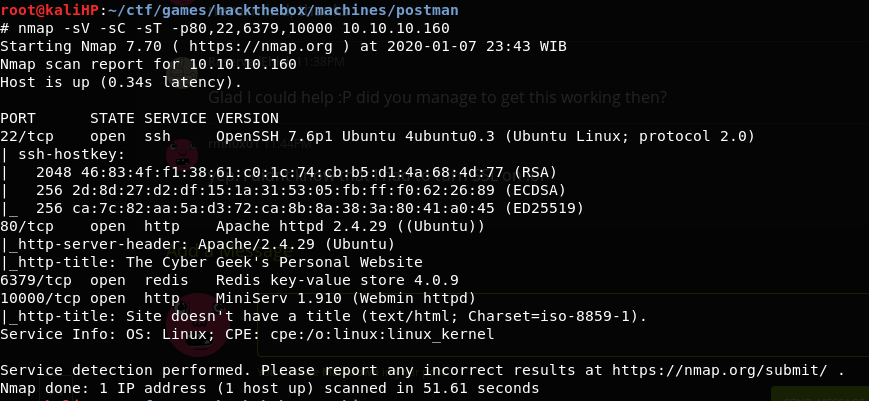 root@kaliHP:~/ctf/games/hackthebox/machines/postman
# nmap -sV -sC -sT -p80,22,6379,10000 10.10.10.160
Starting Nmap 7.70 ( https://nmap.org ) at 2020-01-07 23:43 WIB
Nmap scan report for 10.10.10.160
Host is up (0.34s latency).
Glad I could help :P did you manage to get this working then?
PORT      STATE SERVICE VERSION
22/tcp    open  ssh     OpenSSH 7.6p1 Ubuntu 4ubuntu0.3 (Ubuntu Linux; protocol 2.0)
| ssh-hostkey:
|   2048 46:83:4f:f1:38:61:c0:1c:74:cb:b5:d1:4a:68:4d:77 (RSA)
|   256 2d:8d:27:d2:df:15:1a:31:53:05:fb:ff:f0:62:26:89 (ECDSA)
|_  256 ca:7c:82:aa:5a:d3:72:ca:8b:8a:38:3a:80:41:a0:45 (ED25519)
80/tcp    open  http    Apache httpd 2.4.29 ((Ubuntu))
|_http-server-header: Apache/2.4.29 (Ubuntu)
|_http-title: The Cyber Geek's Personal Website
6379/tcp  open  redis   Redis key-value store 4.0.9
10000/tcp open  http    MiniServ 1.910 (Webmin httpd)
|_http-title: Site doesn't have a title (text/html; Charset=iso-8859-1).
Service Info: OS: Linux; CPE: cpe:/o:linux:linux_kernel
Service detection performed. Please report any incorrect results at https://nmap.org/submit/ .
Nmap done: 1 IP address (1 host up) scanned in 51.61 seconds